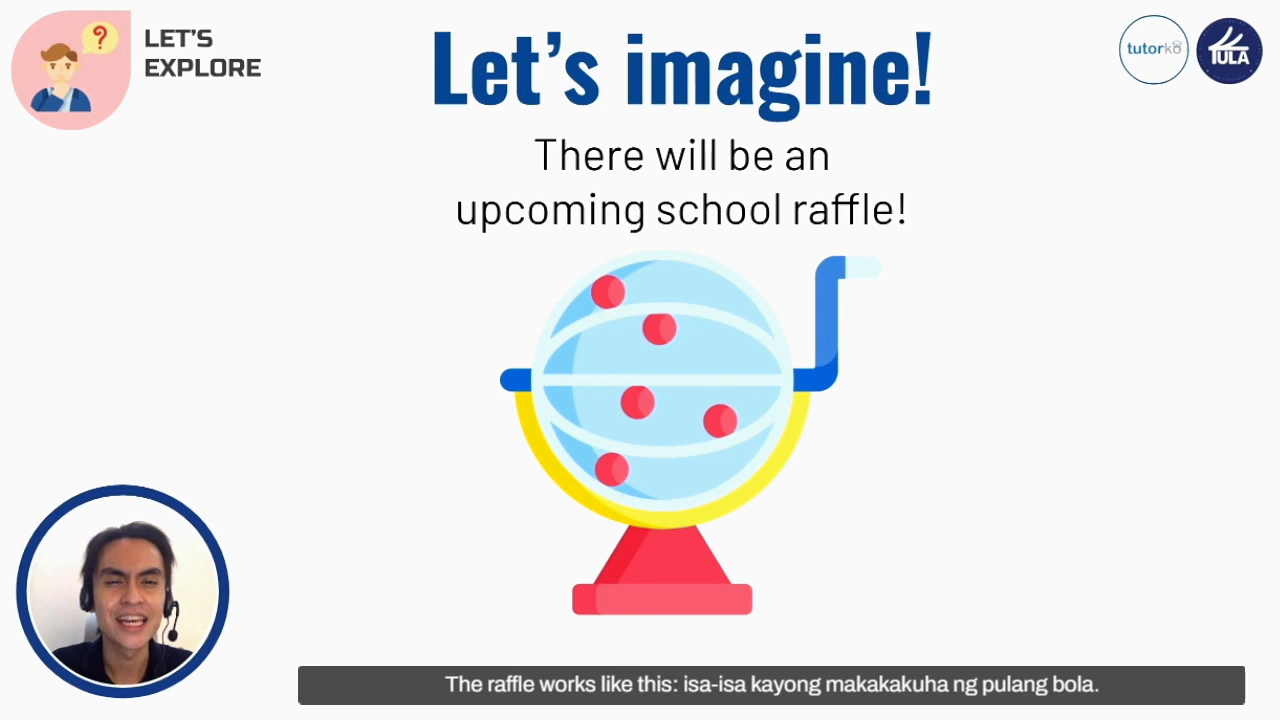 LET'S
EXPLORE
Let's imagine!
tutorko
TULA
There will be an
upcoming school raffle!
The raffle works like this: isa-isa kayong makakakuha ng pulang bola.